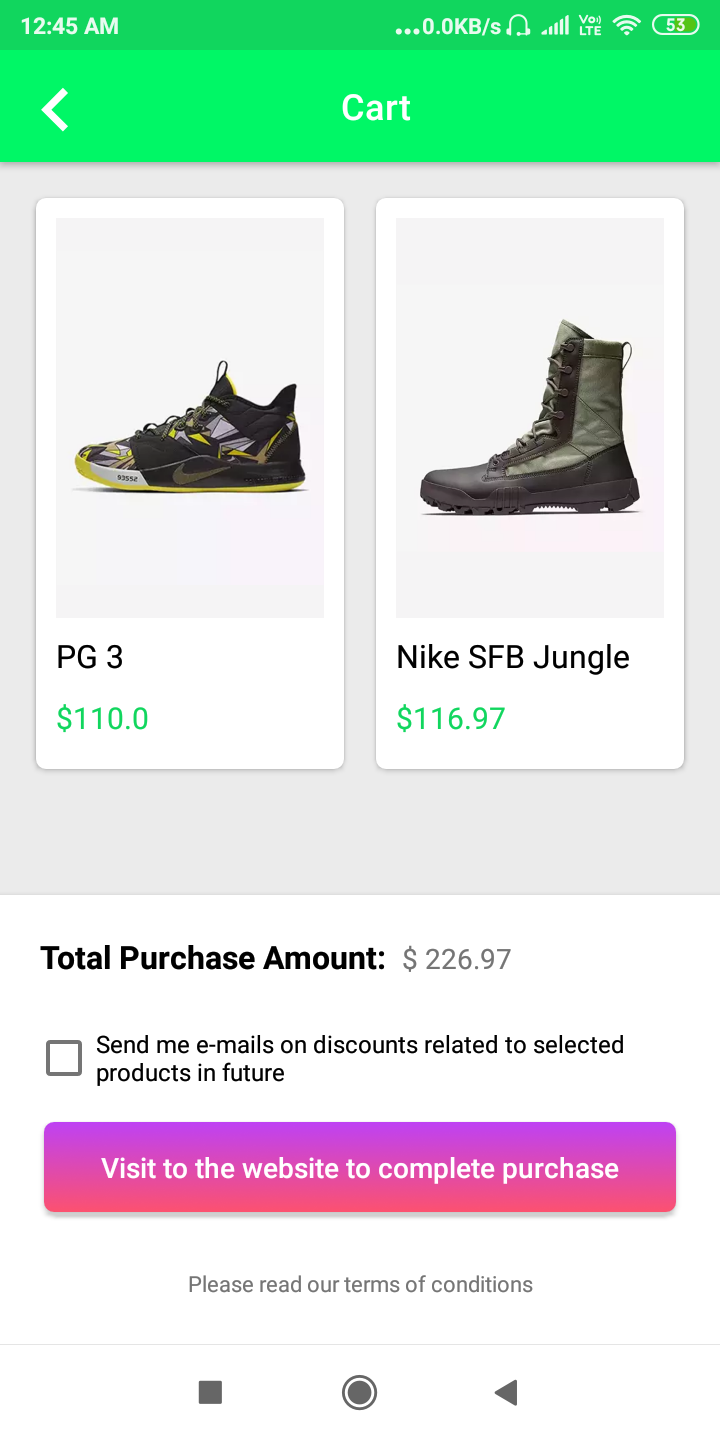 12:45 AM ...0.0KB/s Vo)) LTE 53
Cart
93552
PG 3
$110.0
Nike SFB Jungle
$116.97
Total Purchase Amount: $ 226.97
Send me e-mails on discounts related to selected
products in future
Visit to the website to complete purchase
Please read our terms of conditions